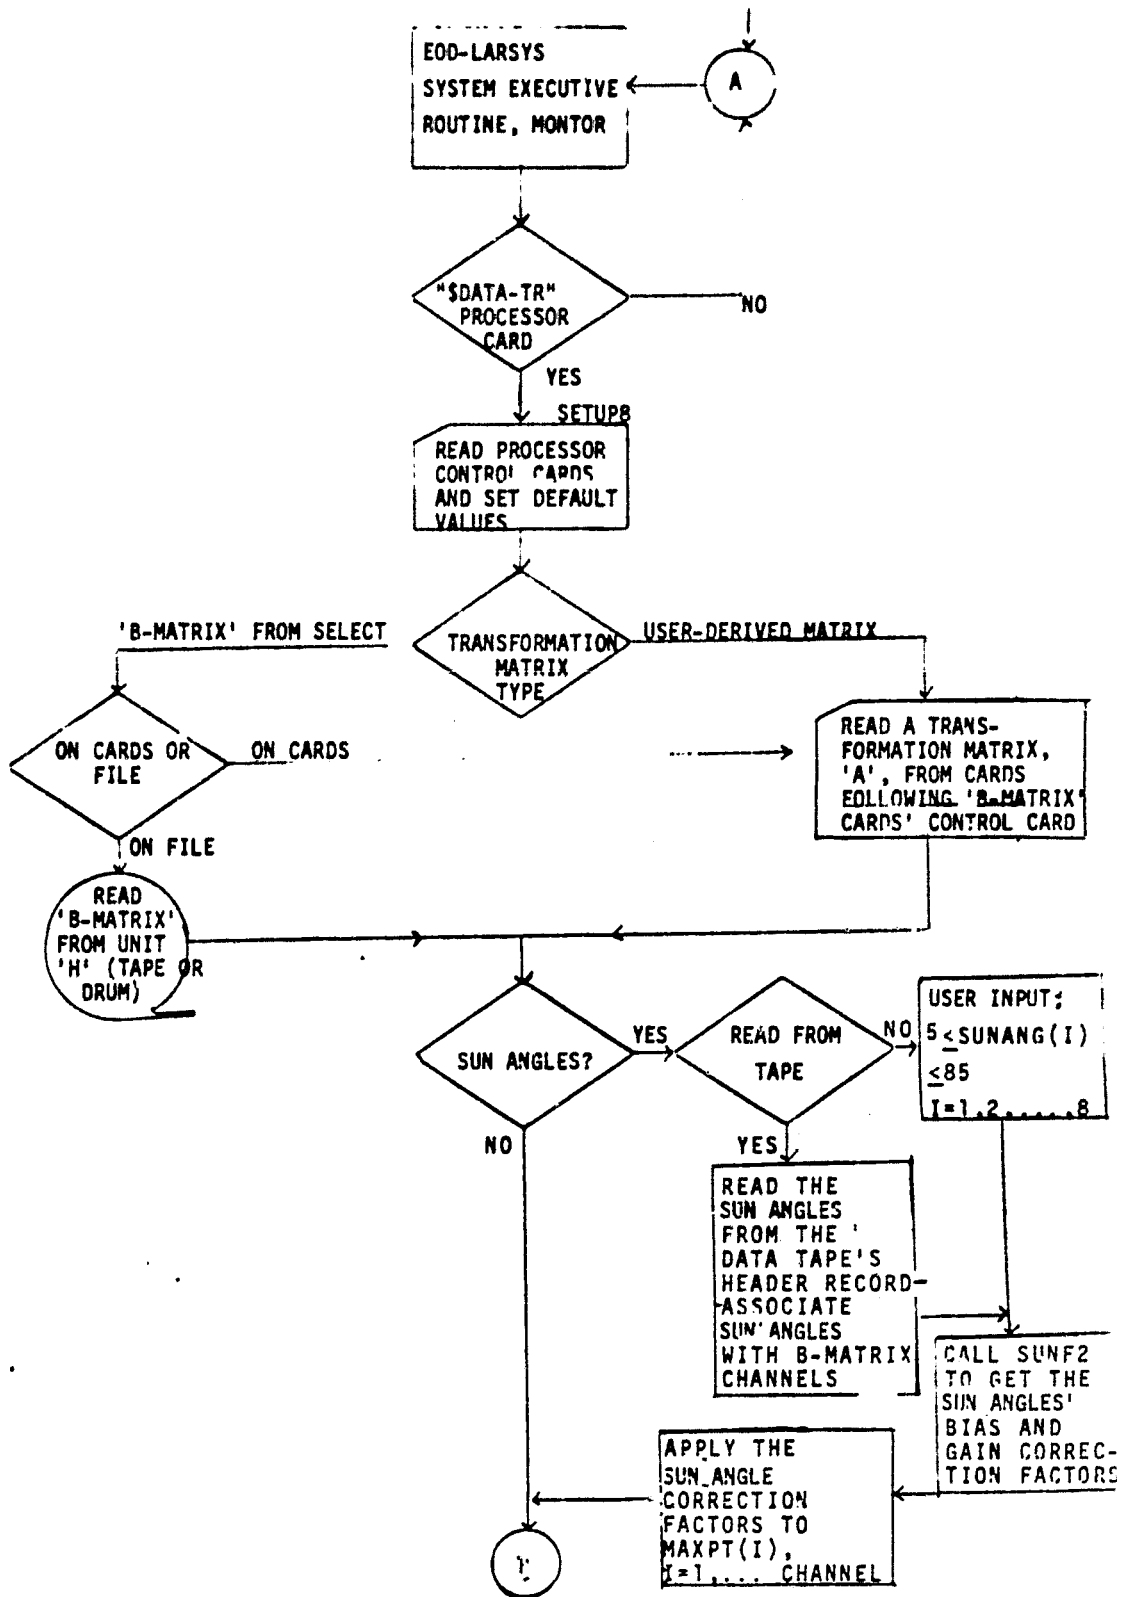 EOD-LARSYS
SYSTEM EXECUTIVE
ROUTINE, MONTOR
A
"$DATA-TR"
PROCESSOR
CARD
NO
YES
SETUP8
READ PROCESSOR
CONTROL CARDS
AND SET DEFAULT
VALUES
'B-MATRIX' FROM SELECT
TRANSFORMATION
MATRIX
TYPE
USER-DERIVED MATRIX
ON CARDS OR
FILE
ON CARDS
ON FILE
READ A TRANS-
FORMATION MATRIX,
'A', FROM CARDS
FOLLOWING 'B-MATRIX'
CARDS' CONTROL CARD
READ
'B-MATRIX'
FROM UNIT
'H' (TAPE OR
DRUM)
SUN ANGLES?
YES
NO
READ FROM
TAPE
NO
YES
USER INPUT:
5 ≤SUNANG(I)
≤85
I=1,2,...,8
READ THE
SUN ANGLES
FROM THE '
DATA TAPE'S
HEADER RECORD-
ASSOCIATE
SUN ANGLES
WITH B-MATRIX
CHANNELS
CALL SUNF2
TO GET THE
SUN ANGLES'
BIAS AND
GAIN CORREC-
TION FACTORS
APPLY THE
SUN ANGLE
CORRECTION
FACTORS TO
MAXPT(I),
I=1,... CHANNEL